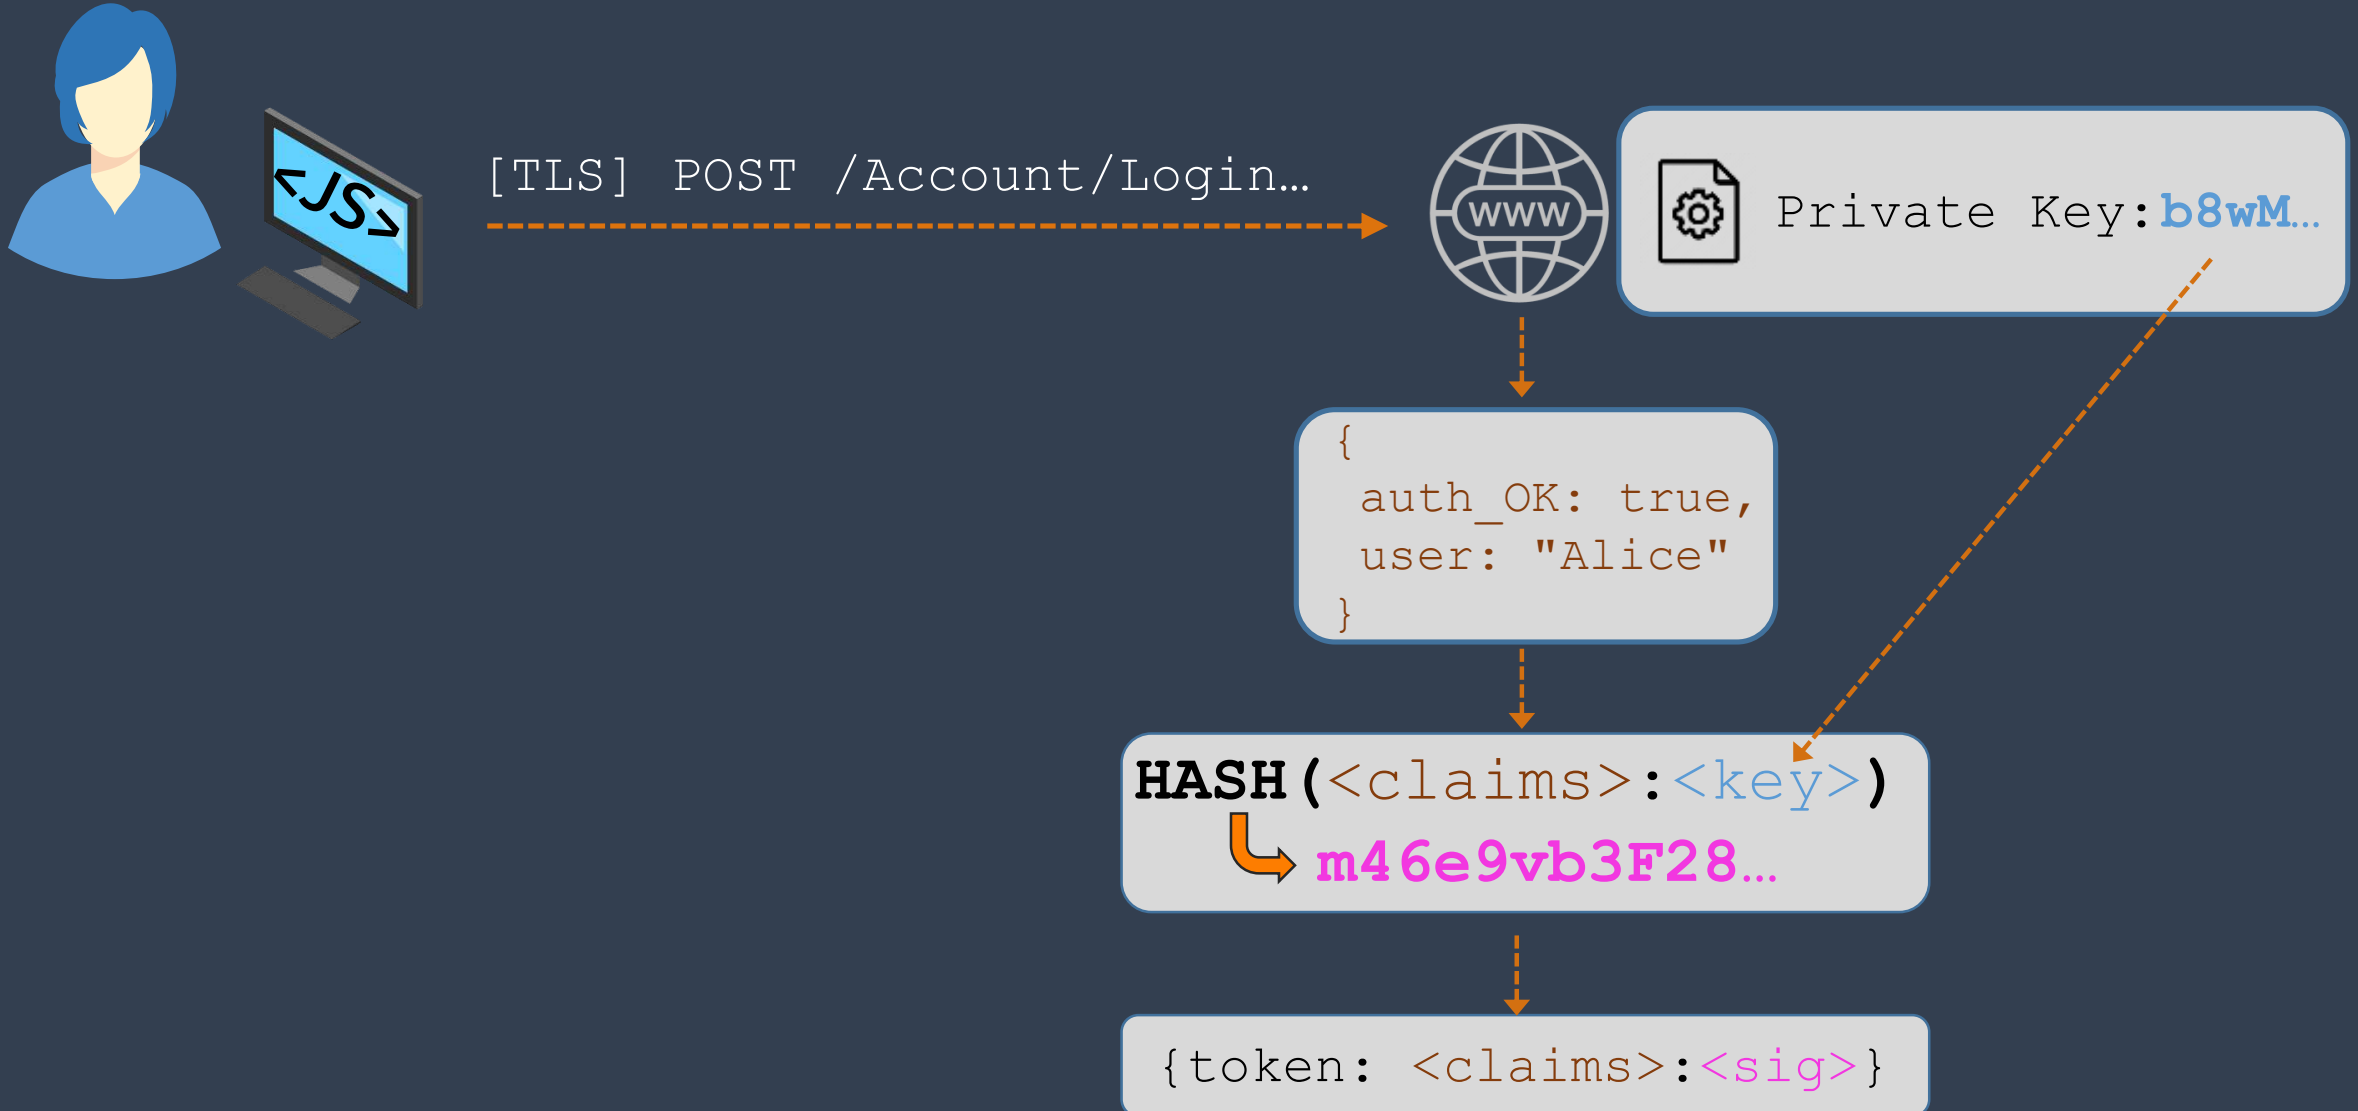 <JS>
[TLS] POST /Account/Login…
WWW
Private Key:b8wM…
{
auth_OK: true,
user: "Alice"
}
HASH(<claims>:<key>)
m46e9vb3F28…
{token: <claims>:<sig>}